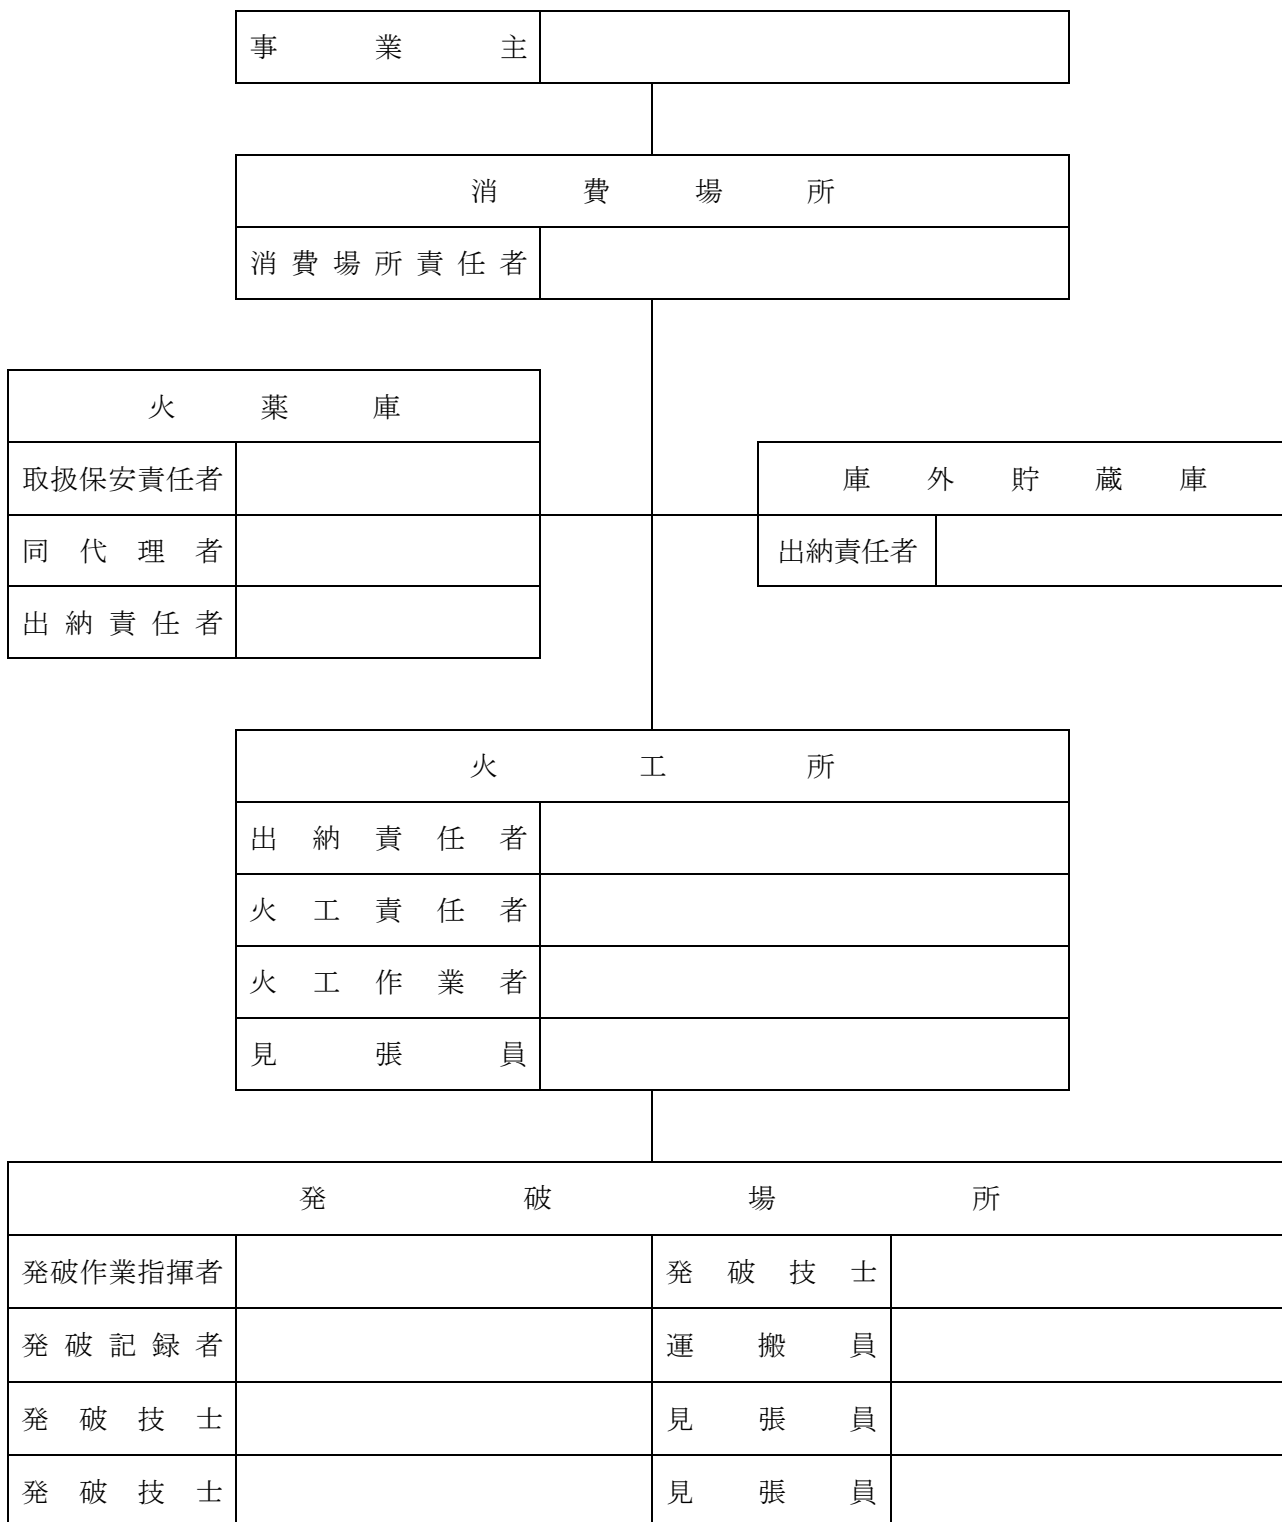 事業主
消費場所
消費場所責任者
火薬庫
取扱保安責任者
同代理者
出納責任者
庫外貯蔵庫
出納責任者
火工所
出納責任者
火工責任者
火工作業者
見張員
発破場所
発破作業指揮者 発破技士
発破記録者 運搬員
発破技士 見張員
発破技士 見張員